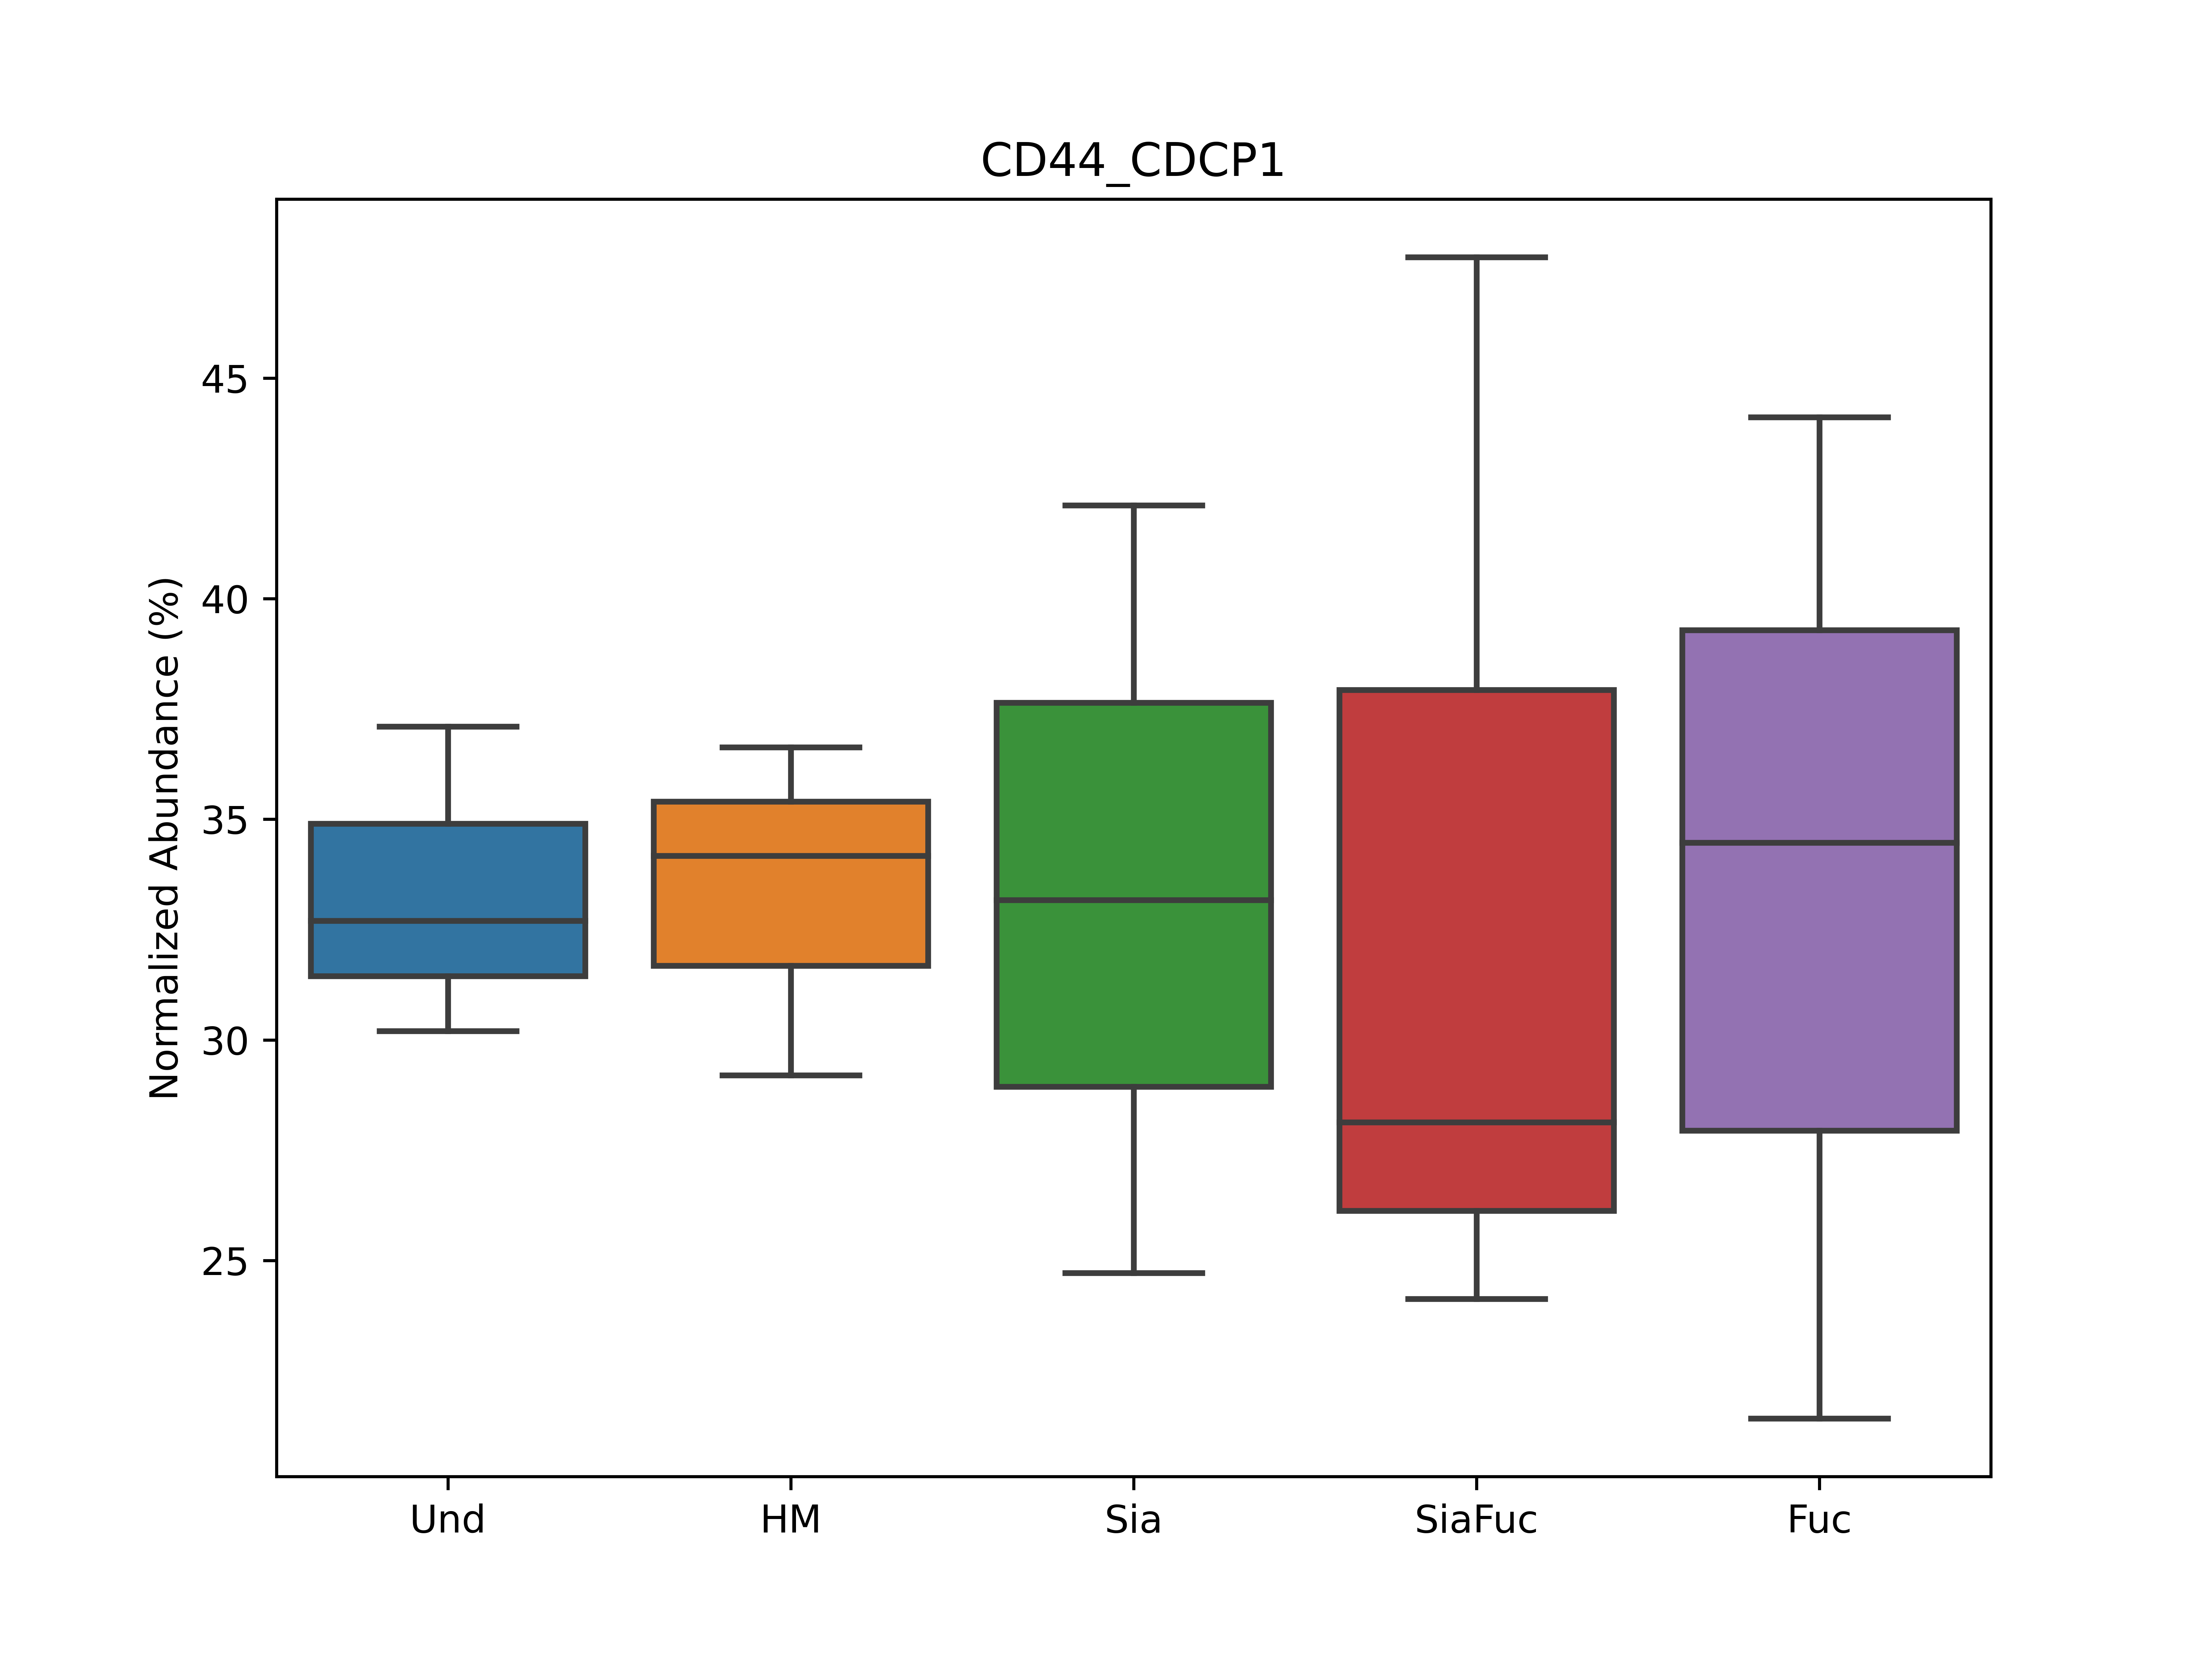 CD44_CDCP1
Normalized Abundance (%)
45
40
35
30
25
Und
HM
Sia
SiaFuc
Fuc